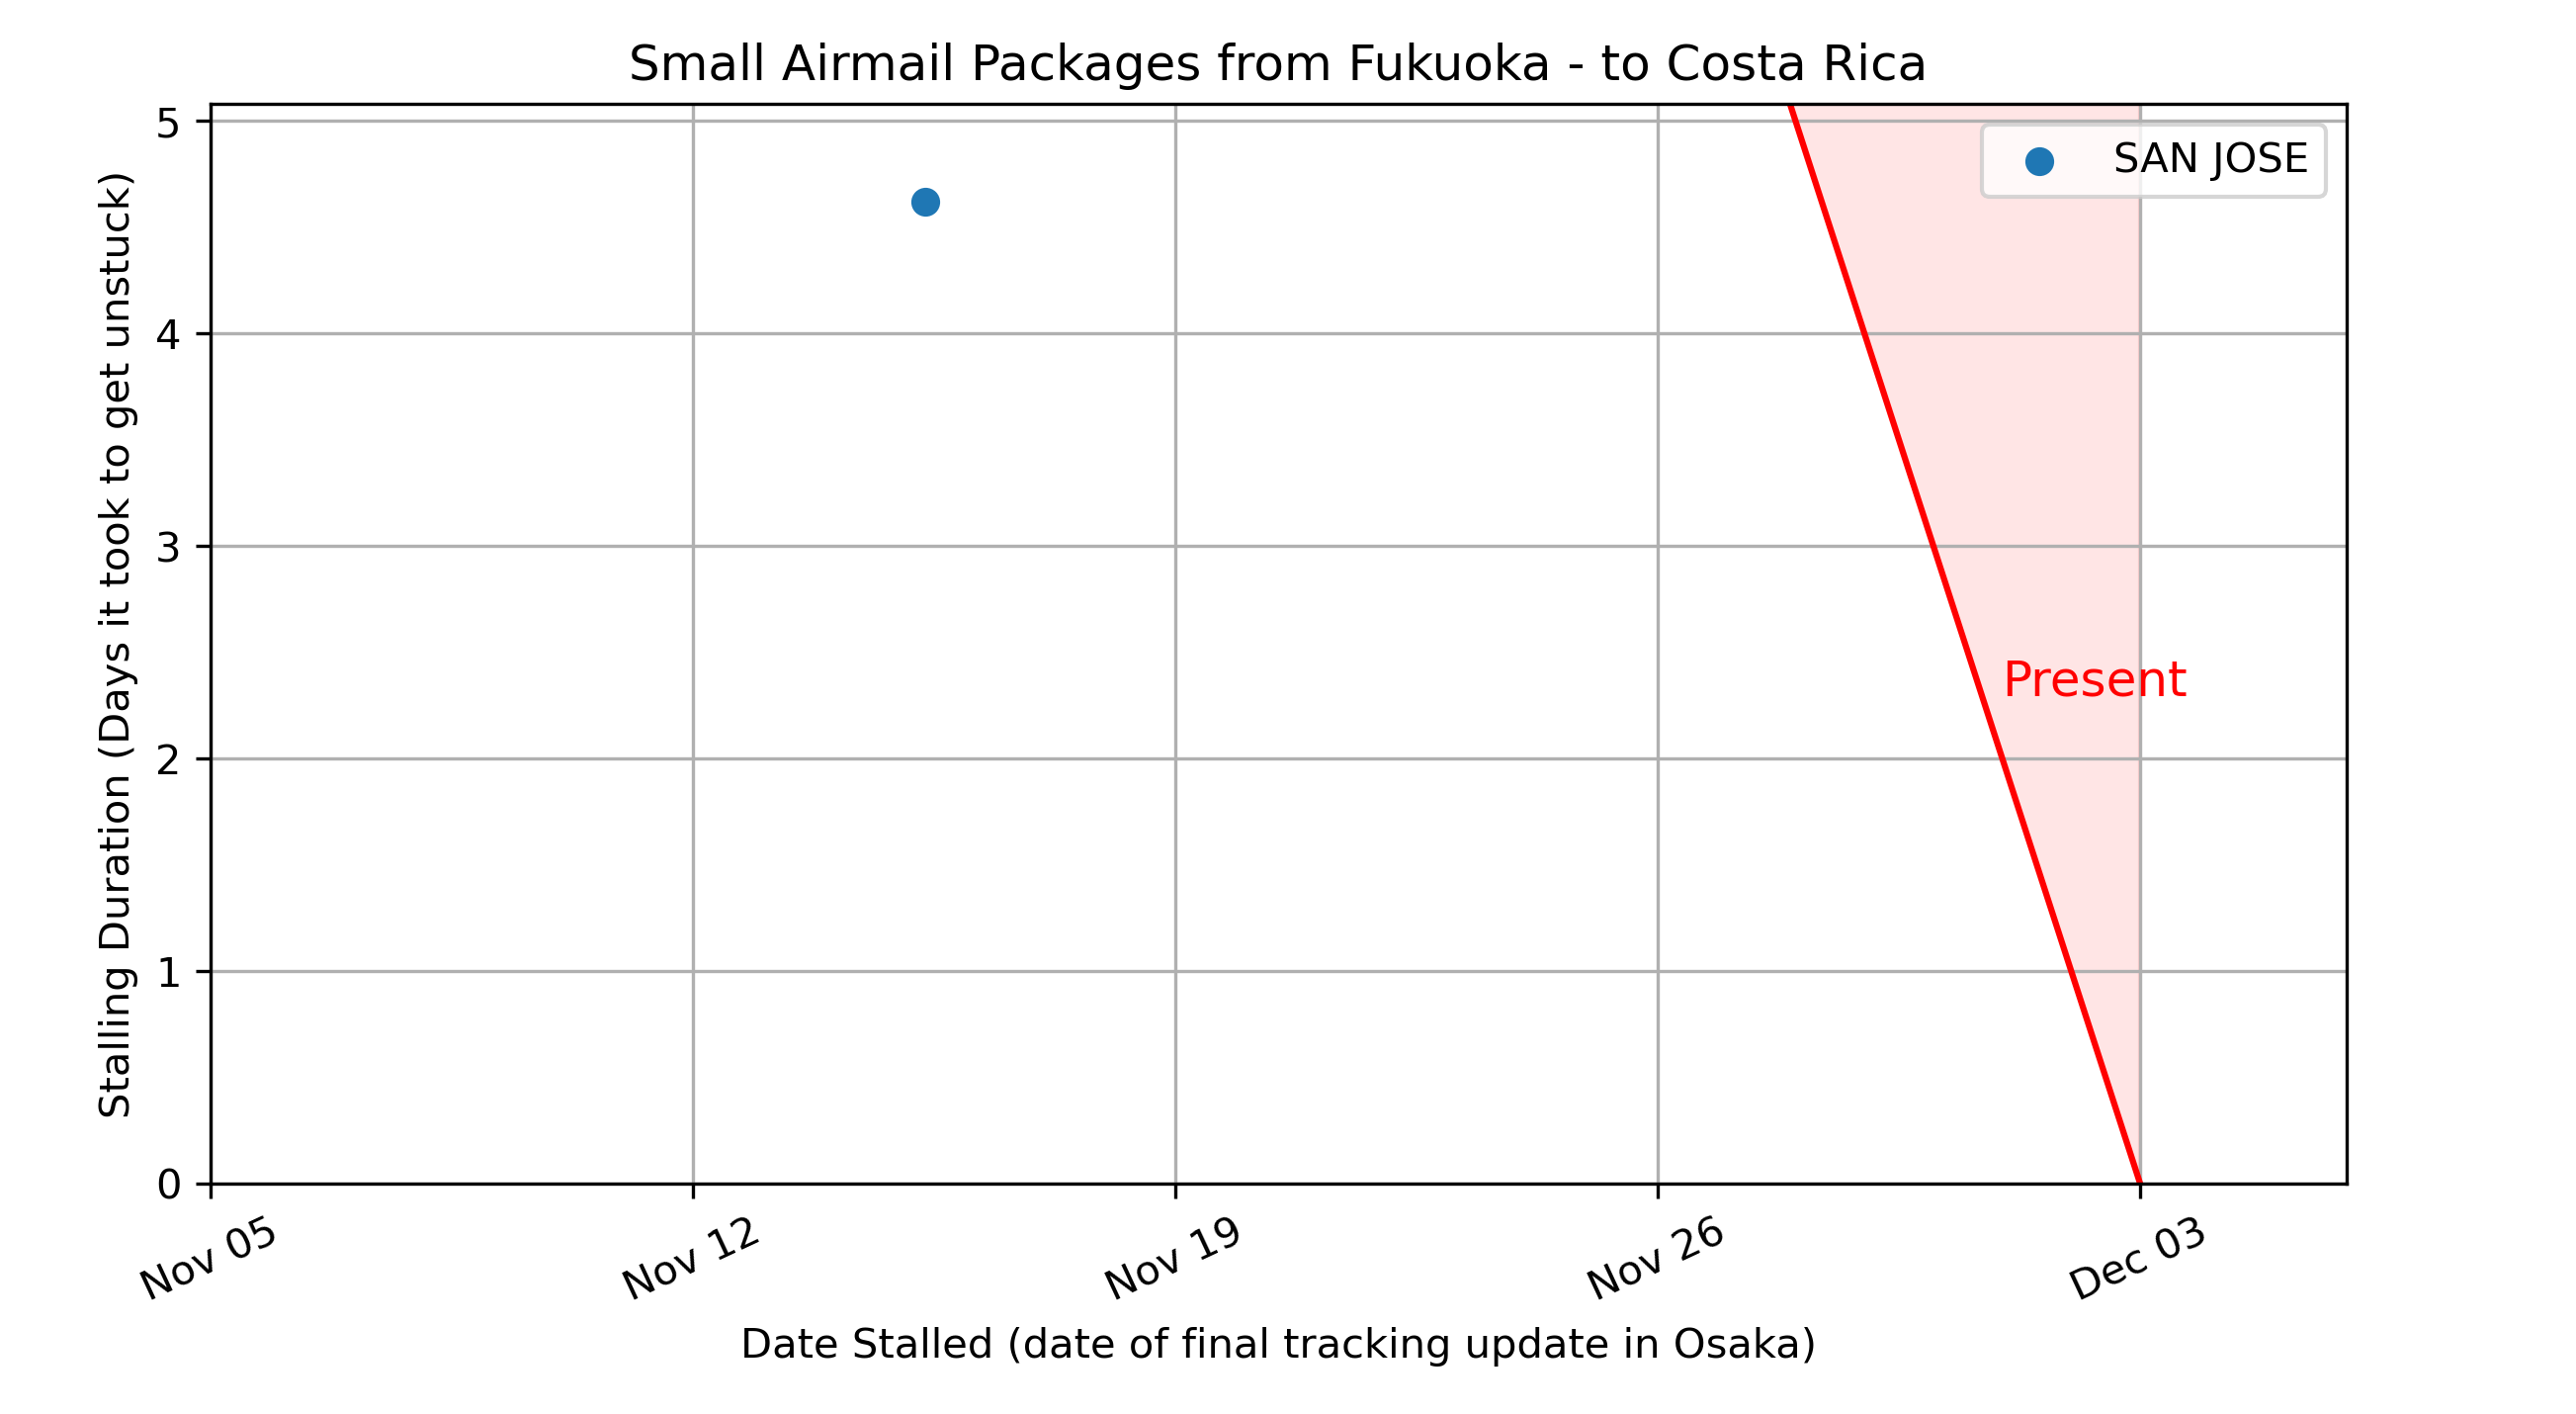 Small Airmail Packages from Fukuoka - to Costa Rica
SAN JOSE
Present
Stalling Duration (Days it took to get unstuck)
5
4
3
2
1
0
Nov 05
Nov 12
Nov 19
Nov 26
Dec 03
Date Stalled (date of final tracking update in Osaka)